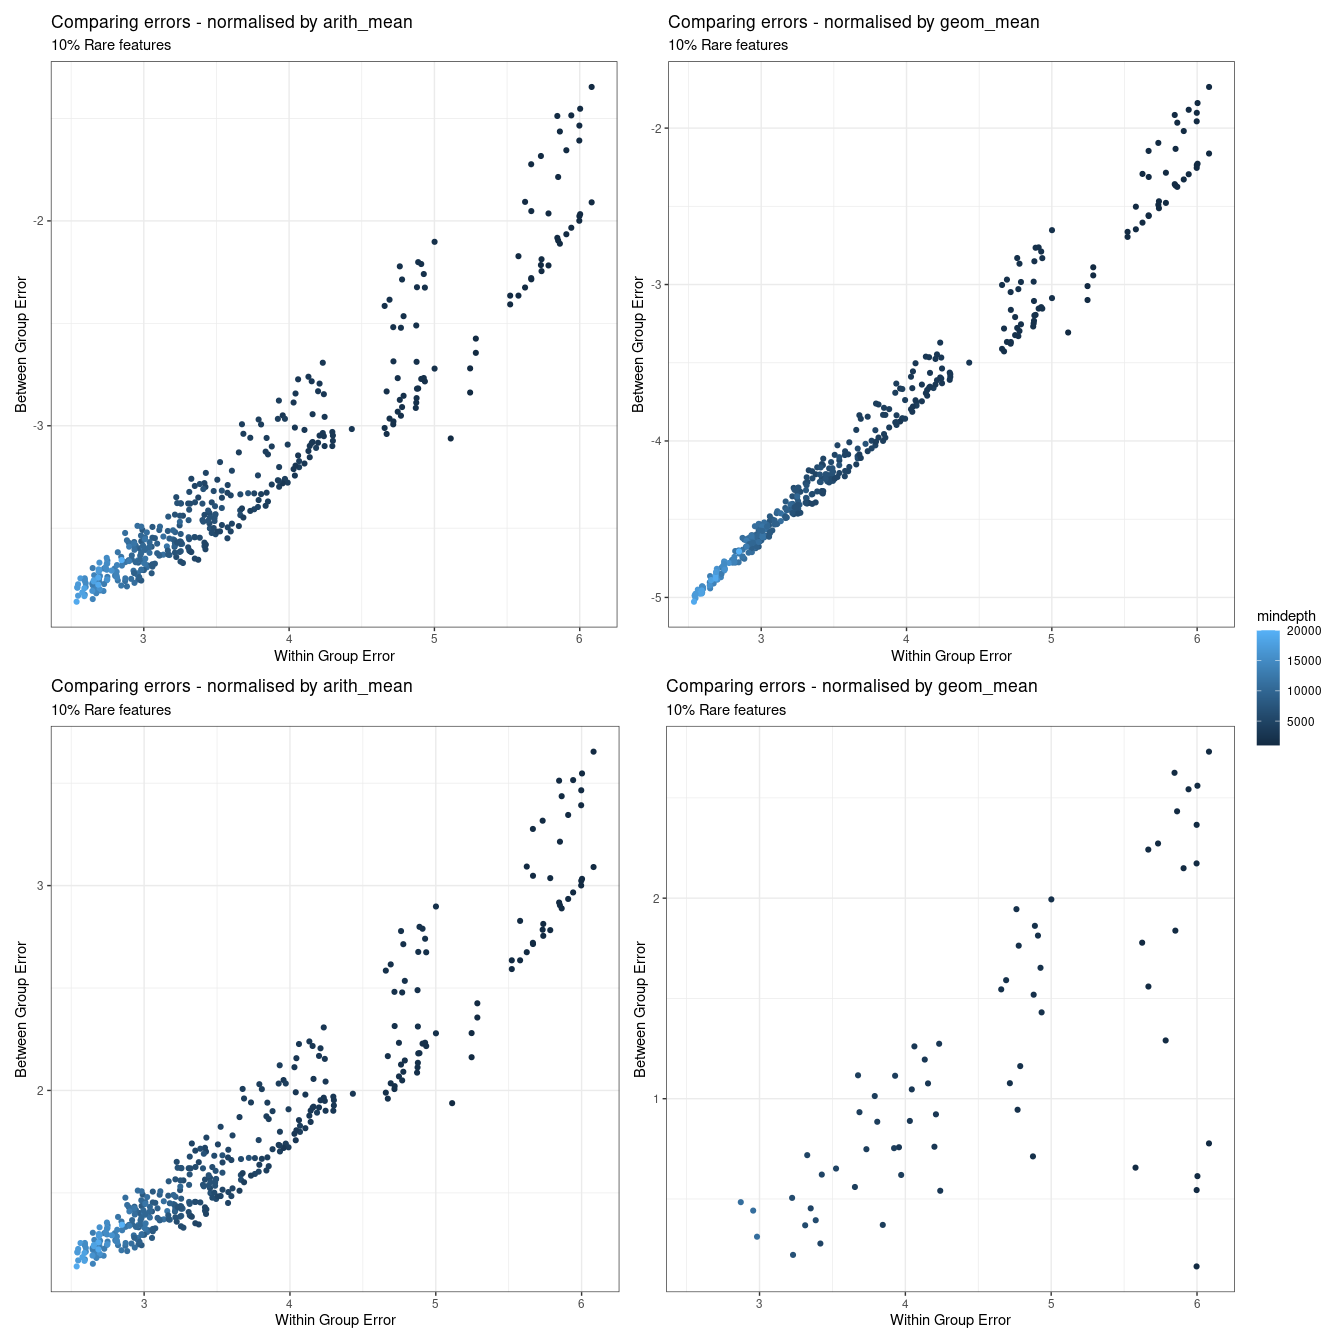 Comparing errors - normalised by arith_mean
10% Rare features
-2
-3
Between Group Error
3 4 5 6
Within Group Error
Comparing errors - normalised by geom_mean
10% Rare features
-2
-3
-4
-5
Between Group Error
3 4 5 6
Within Group Error
mindepth
20000
15000
10000
5000
Comparing errors - normalised by arith_mean
10% Rare features
3
2
Between Group Error
3 4 5 6
Within Group Error
Comparing errors - normalised by geom_mean
10% Rare features
2
1
Between Group Error
3 4 5 6
Within Group Error